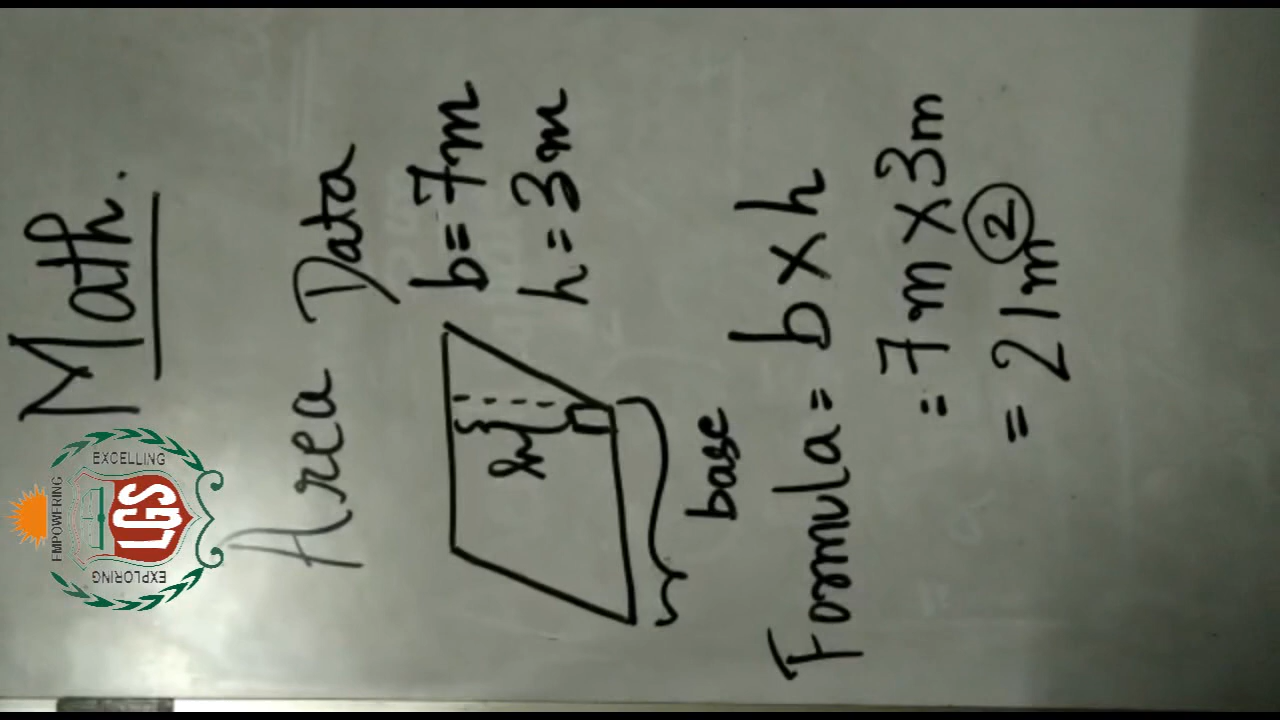 Math.
EMPOWERING
EXCELLING
EXPLORING
LGS
Area Data
b = 7m
h = 3m
h
base
Formula = b × h
= 7m × 3m
= 21m²